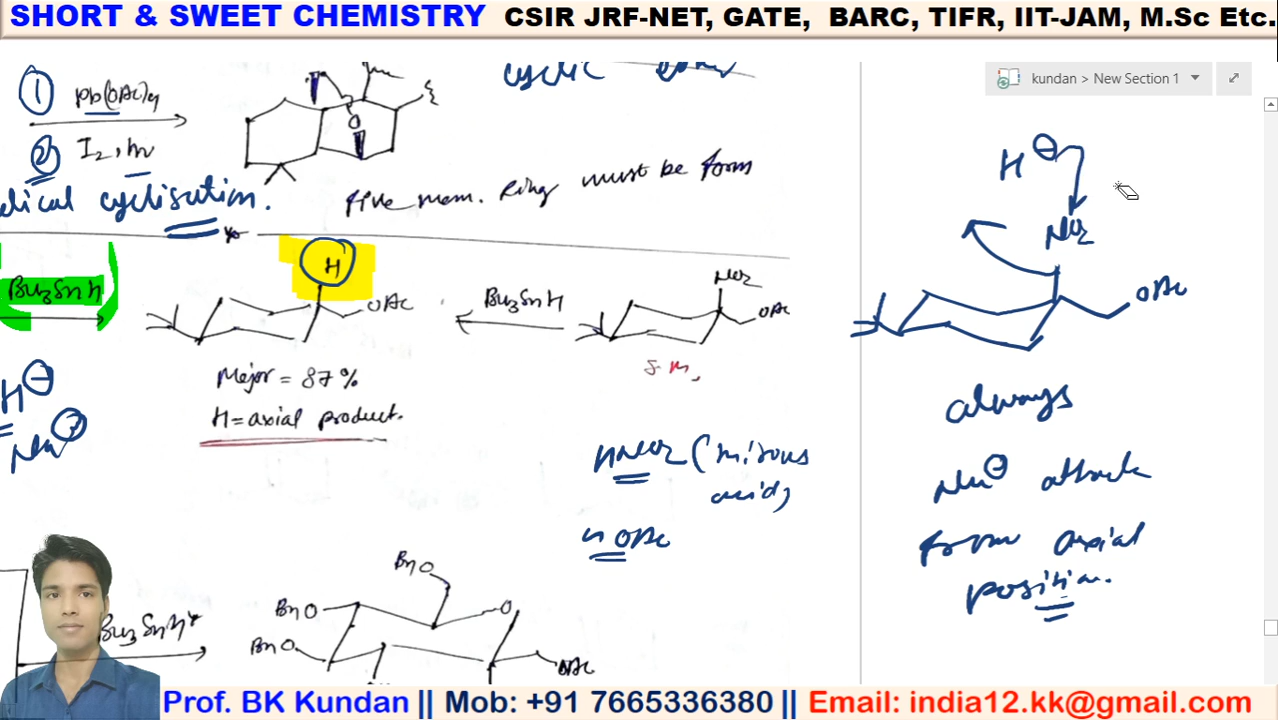 SHORT & SWEET CHEMISTRY CSIR JRF-NET, GATE, BARC, TIFR, IIT-JAM, M.Sc Etc.
cyclic
kundan > New Section 1
① Pb(OAc)4
② I2, hν
O
dical cyclisation.
five mem. Ring must be form
H
OAc
Bu3SnH
Bu3SnH
NO2
OAc
S.M,
Major = 87%
H = axial product.
H⊖
Nu⊖
HNO2 (nitrous
acid)
HOAc
H⊖
NO2
OAc
always
Nu⊖ attack
from axial
position.
BnO
BnO
O
BnO
OAc
Bu3SnH
Prof. BK Kundan || Mob: +91 7665336380 || Email: india12.kk@gmail.com